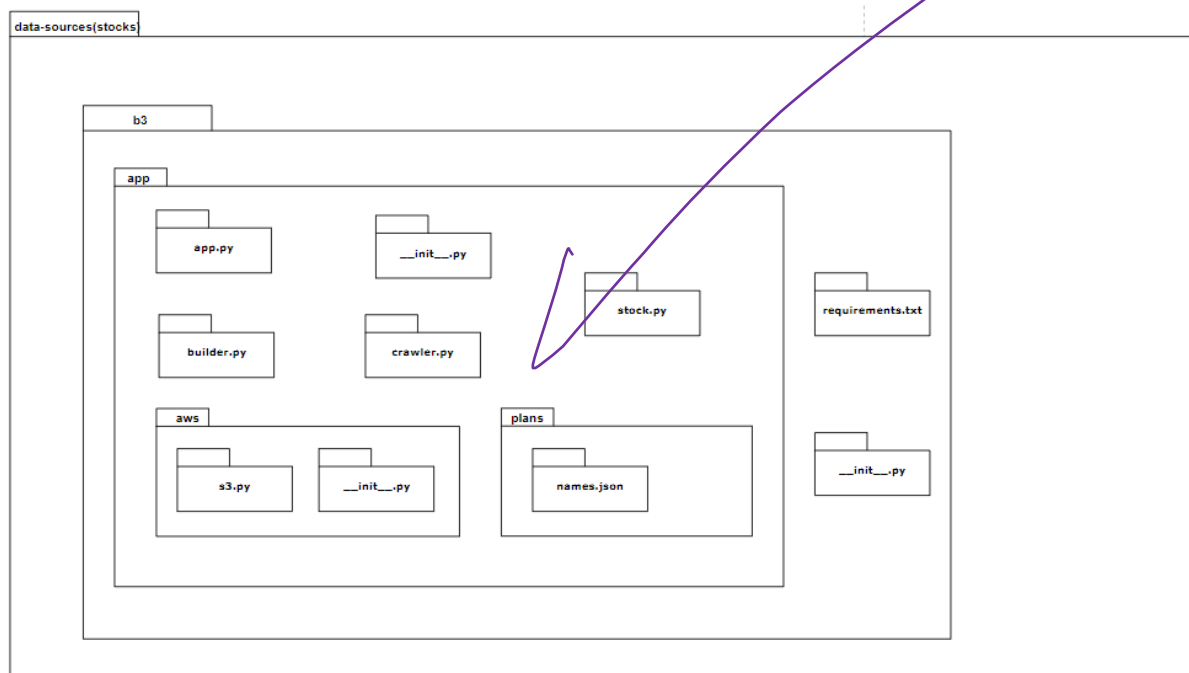 data-sources(stocks)
b3
app
app.py
__init__.py
stock.py
requirements.txt
builder.py
crawler.py
aws
plans
s3.py
__init__.py
names.json
__init__.py